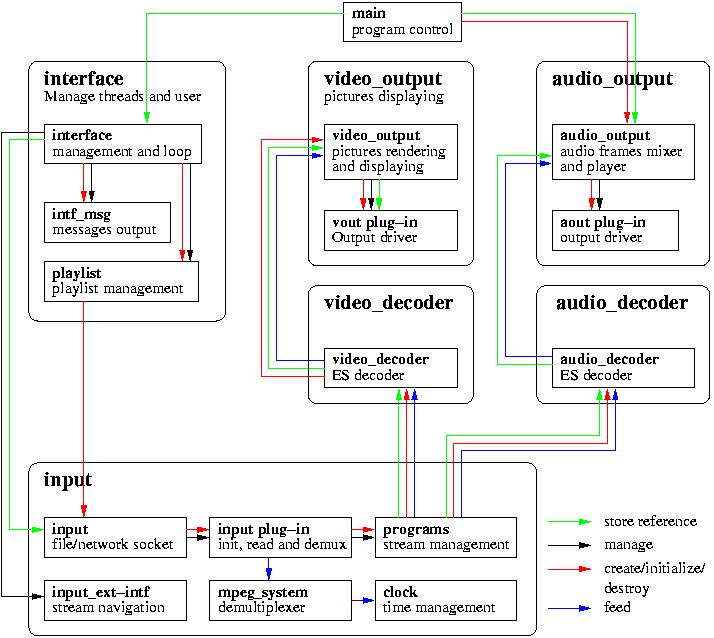 main
program control
interface
Manage threads and user
interface
management and loop
intf_msg
messages output
playlist
playlist management
video_output
pictures displaying
video_output
pictures rendering
and displaying
vout plug-in
Output driver
audio_output
audio_output
audio frames mixer
and player
aout plug-in
output driver
video_decoder
video_decoder
ES decoder
audio_decoder
audio_decoder
ES decoder
input
input
file/network socket
input plug-in
init, read and demux
programs
stream management
input_ext-intf
stream navigation
mpeg_system
demultiplexer
clock
time management
store reference
manage
create/initialize/
destroy
feed